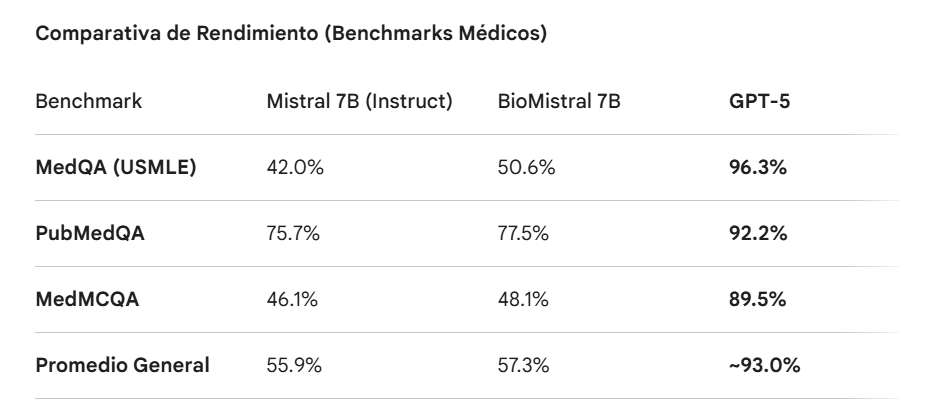 Comparativa de Rendimiento (Benchmarks Médicos)
Benchmark Mistral 7B (Instruct) BioMistral 7B GPT-5
MedQA (USMLE) 42.0% 50.6% 96.3%
PubMedQA 75.7% 77.5% 92.2%
MedMCQA 46.1% 48.1% 89.5%
Promedio General 55.9% 57.3% ~93.0%